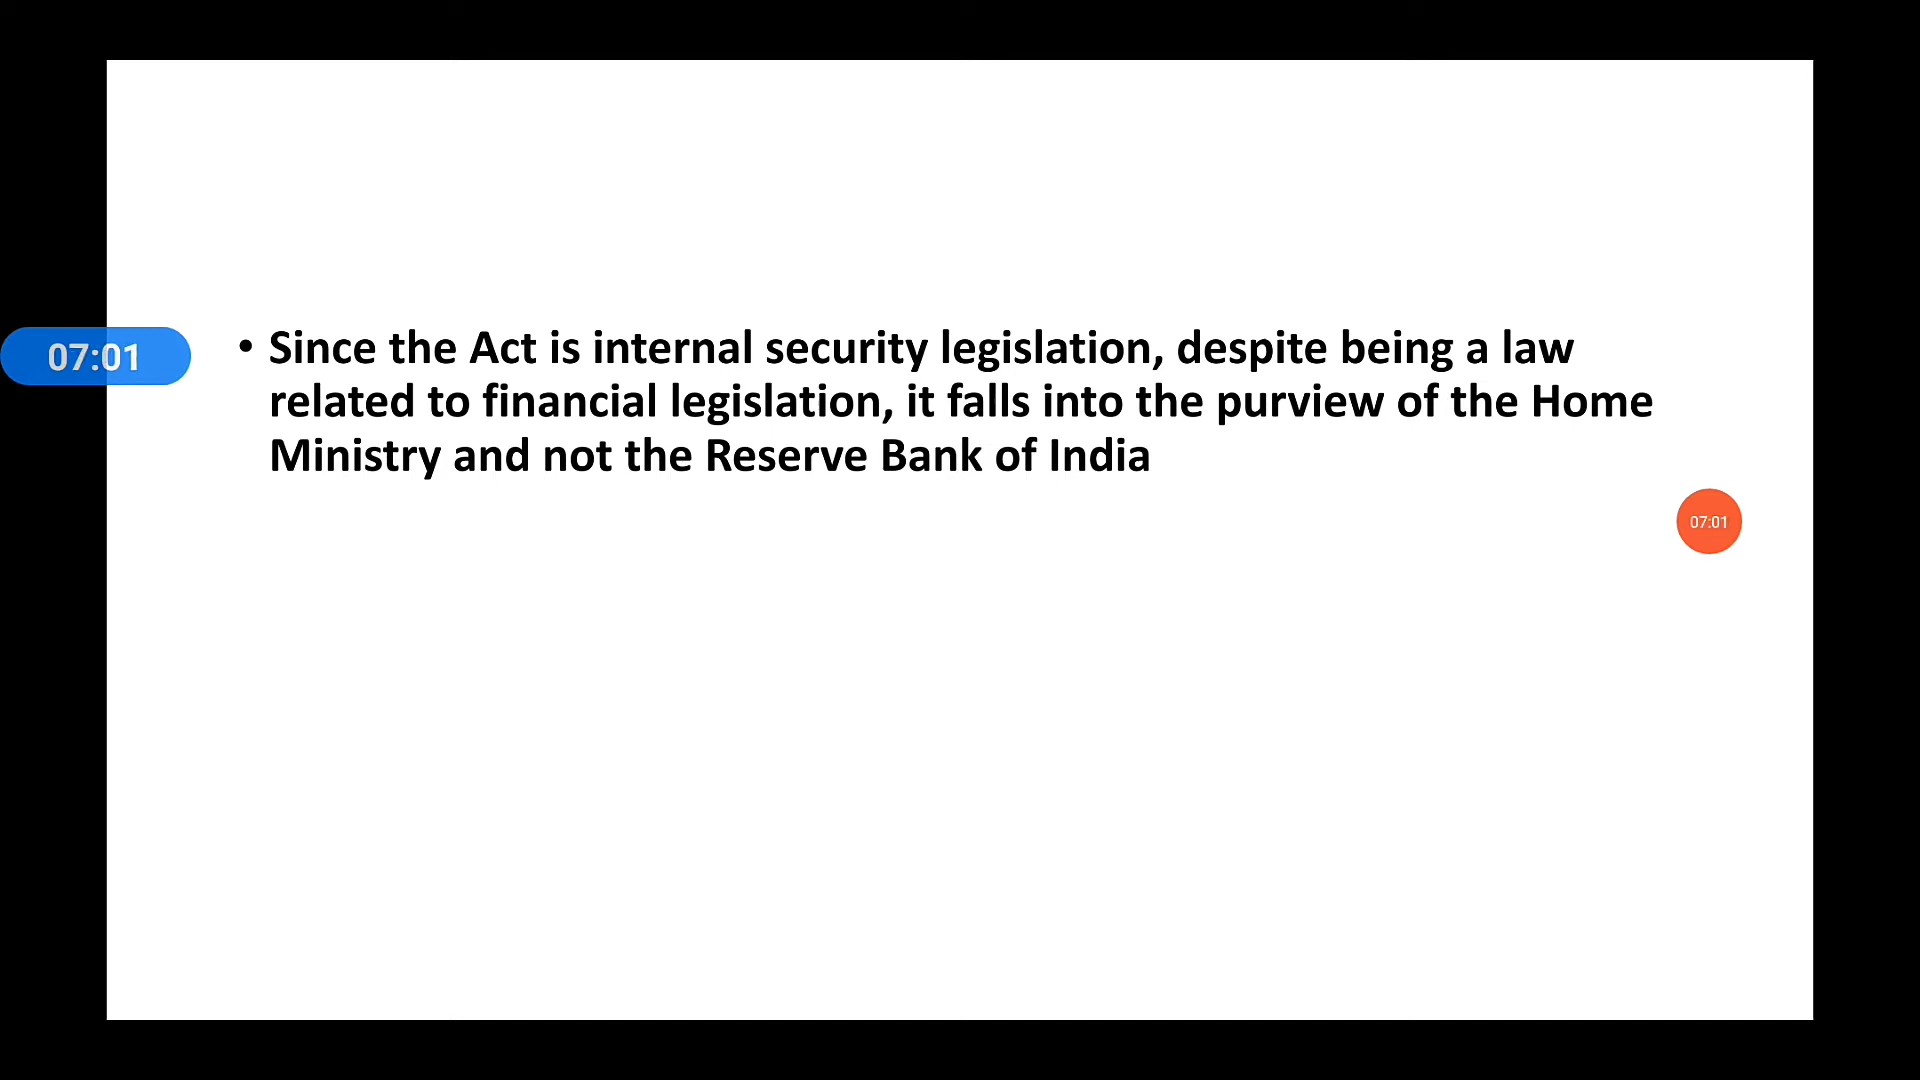 07:01
• Since the Act is internal security legislation, despite being a law
related to financial legislation, it falls into the purview of the Home
Ministry and not the Reserve Bank of India
07:01